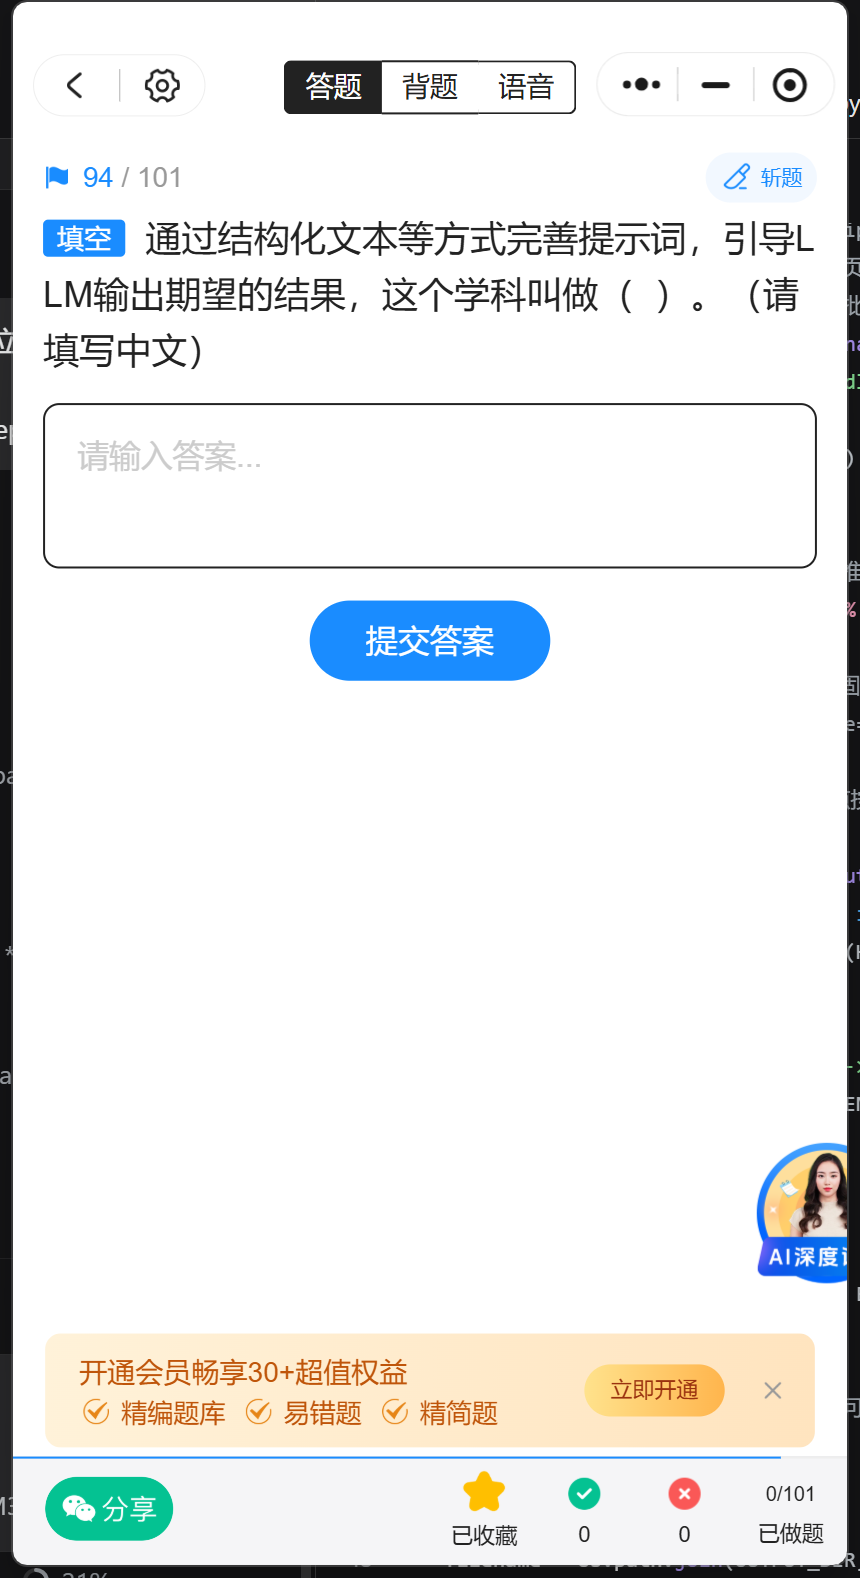 答题 背题 语音
94 / 101
斩题
填空 通过结构化文本等方式完善提示词，引导L
LM输出期望的结果，这个学科叫做（ ）。（请
填写中文）
请输入答案...
提交答案
AI深度
开通会员畅享30+超值权益
精编题库 易错题 精简题
立即开通
分享
已收藏
0
0
0/101
已做题